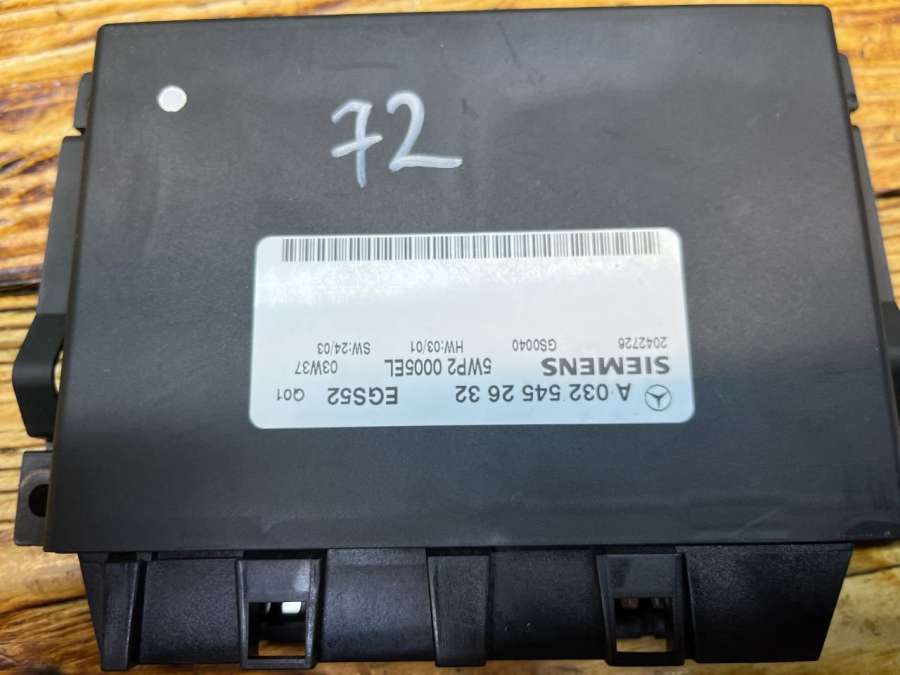 72
A 032 545 26 32 EGS52 Q01
SIEMENS 5WP2 0005EL 03W37
2042726 GS0040 HW:03/01 SW:24/03